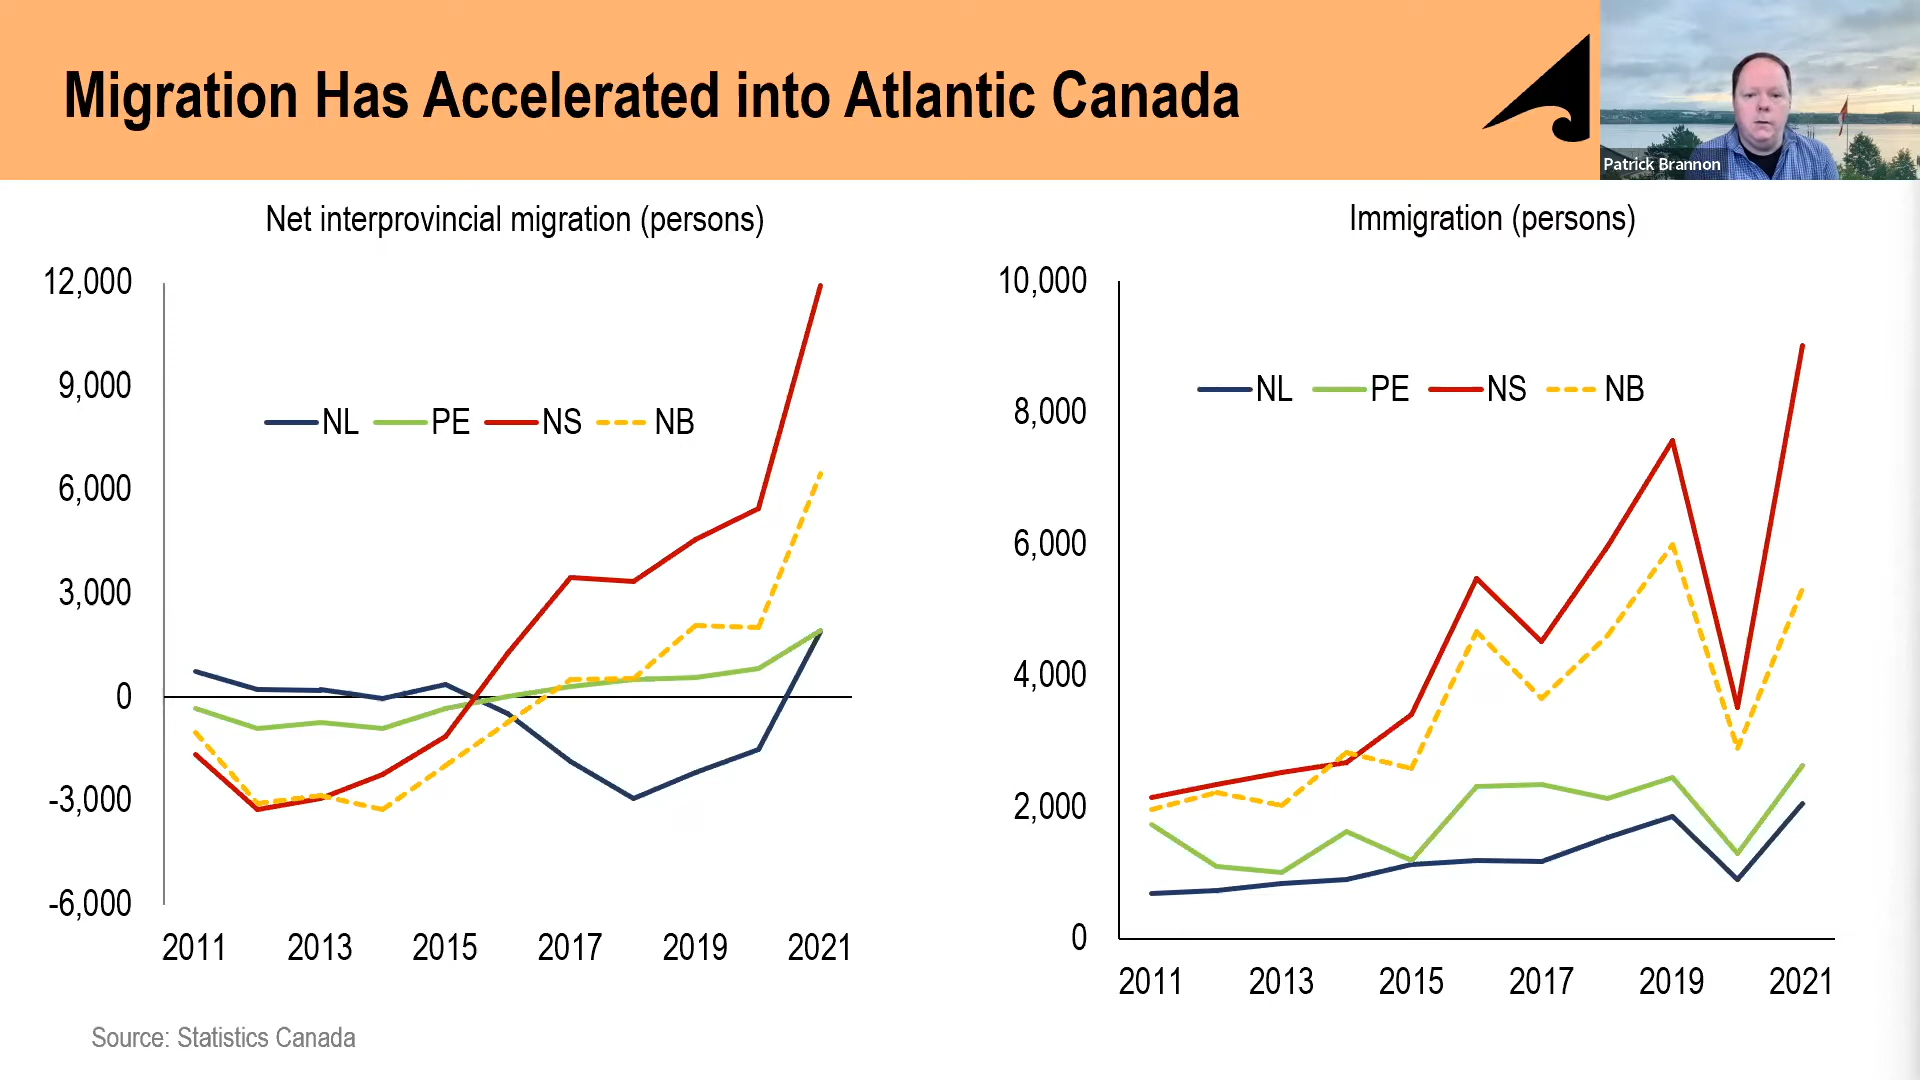 Migration Has Accelerated into Atlantic Canada
Patrick Brannon
Net interprovincial migration (persons)
12,000
9,000
6,000
3,000
0
-3,000
-6,000
NL PE NS NB
2011 2013 2015 2017 2019 2021
Immigration (persons)
10,000
8,000
6,000
4,000
2,000
0
NL PE NS NB
2011 2013 2015 2017 2019 2021
Source: Statistics Canada